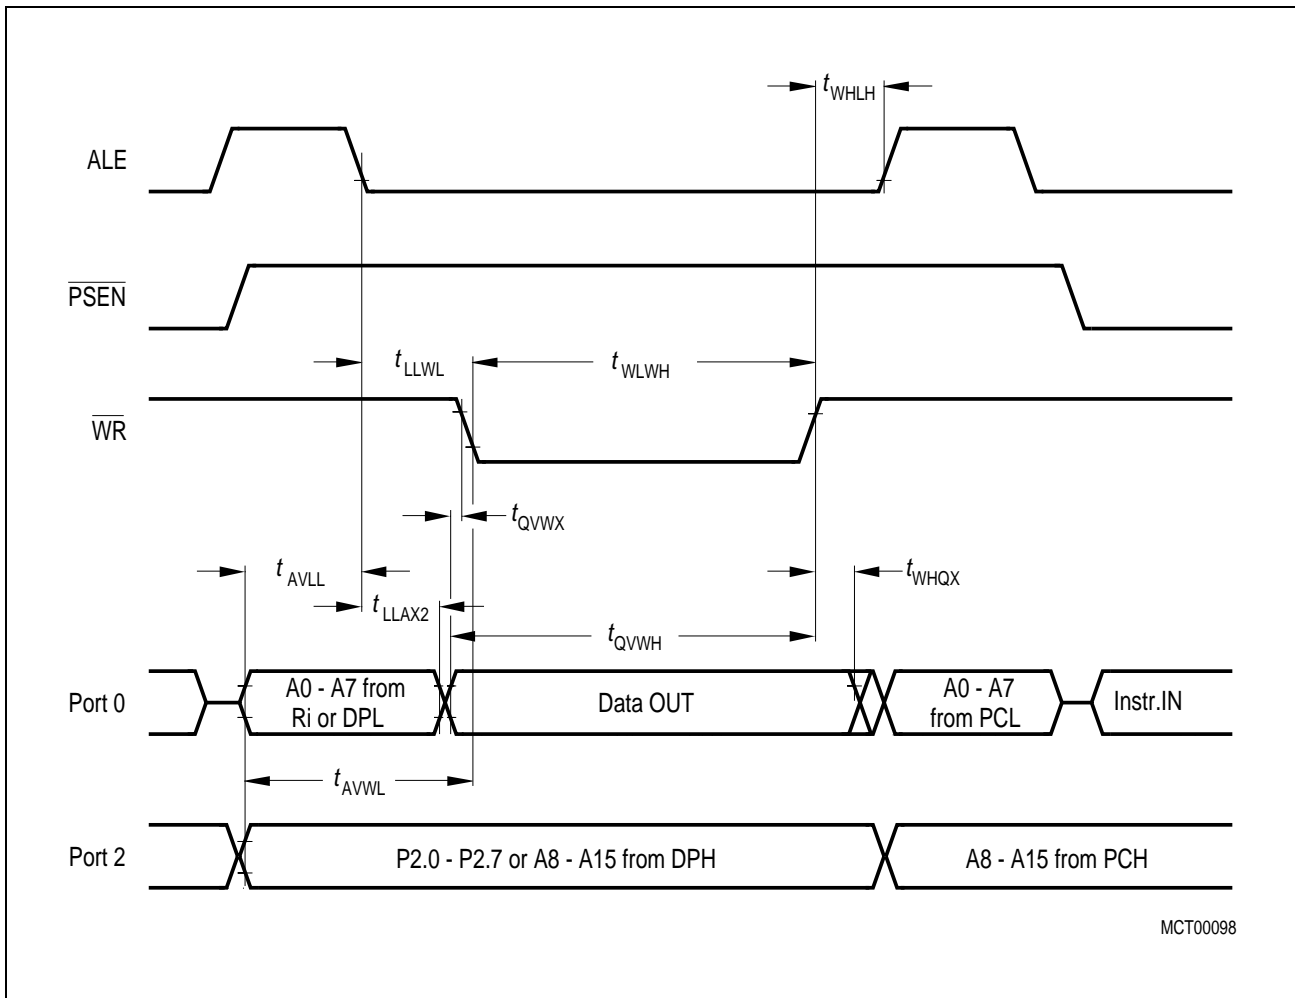 tWHLH
ALE
PSEN
tLLWL
tWLWH
WR
tQVWX
tAVLL
tWHQX
tLLAX2
tQVWH
Port 0
A0 - A7 from
Ri or DPL
Data OUT
A0 - A7
from PCL
Instr.IN
tAVWL
Port 2
P2.0 - P2.7 or A8 - A15 from DPH
A8 - A15 from PCH
MCT00098